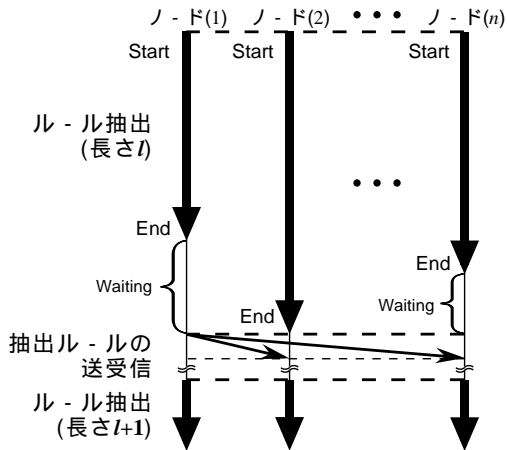 ノ - ド(1) ノ - ド(2) • • • ノ - ド(n)
Start Start Start
ル - ル抽出
(長さl)
• • •
End
End
Waiting
Waiting
End
抽出ル - ルの
送受信
ル - ル抽出
(長さl+1)